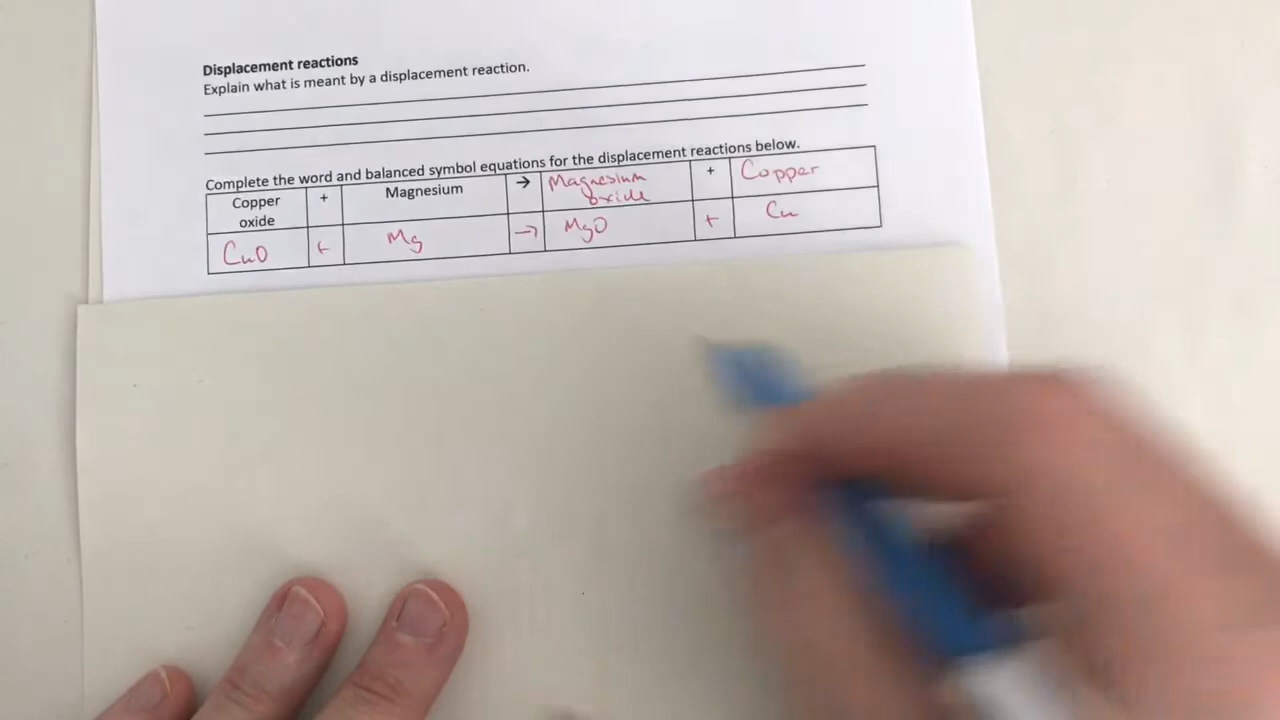 Displacement reactions
Explain what is meant by a displacement reaction.
Complete the word and balanced symbol equations for the displacement reactions below.
Copper oxide + Magnesium → Magnesium oxide + Copper
CuO + Mg → MgO + Cu